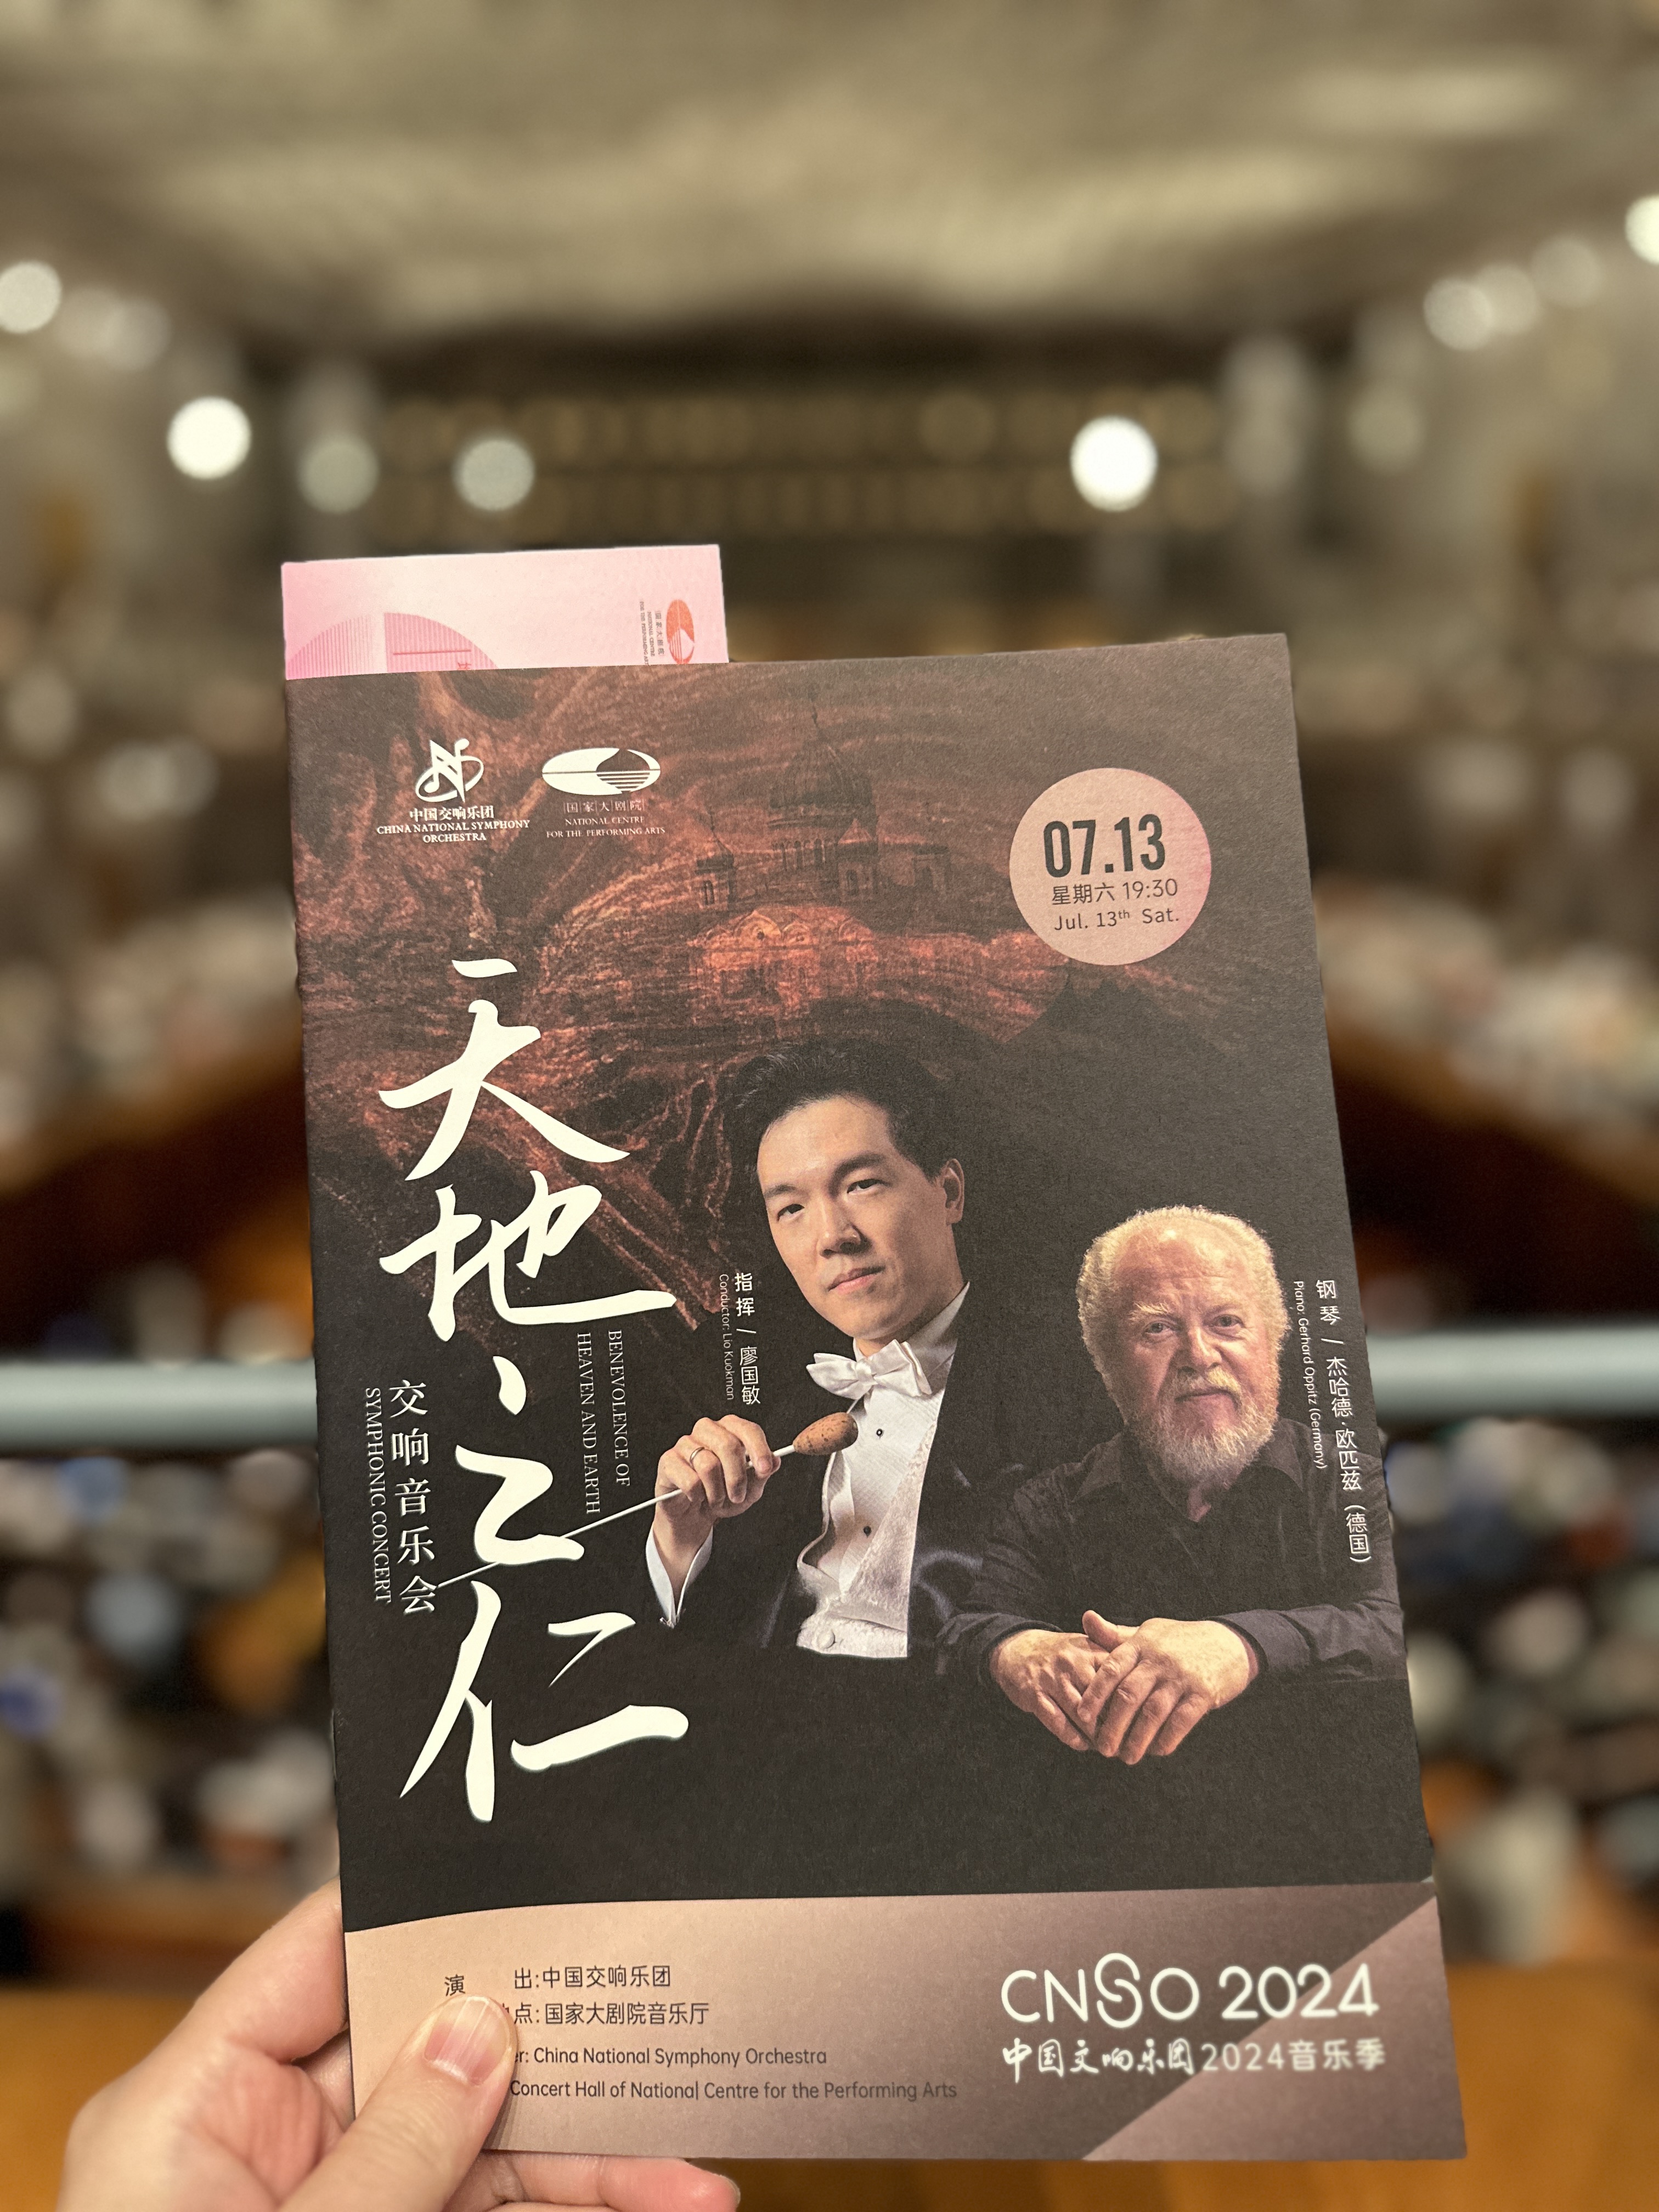 中国交响乐团
CHINA NATIONAL SYMPHONY
ORCHESTRA
国家大剧院
NATIONAL CENTRE
FOR THE PERFORMING ARTS
07.13
星期六 19:30
Jul. 13th Sat.
天地之仁
BENEVOLENCE OF
HEAVEN AND EARTH
交响音乐会
SYMPHONIC CONCERT
指挥 / 廖国敏
Conductor: Lio Kuokman
钢琴 / 杰哈德·欧匹兹 (德国)
Piano: Gerhard Oppitz (Germany)
演 出:中国交响乐团
点: 国家大剧院音乐厅
er: China National Symphony Orchestra
Concert Hall of National Centre for the Performing Arts
CNSO 2024
中国交响乐团2024音乐季